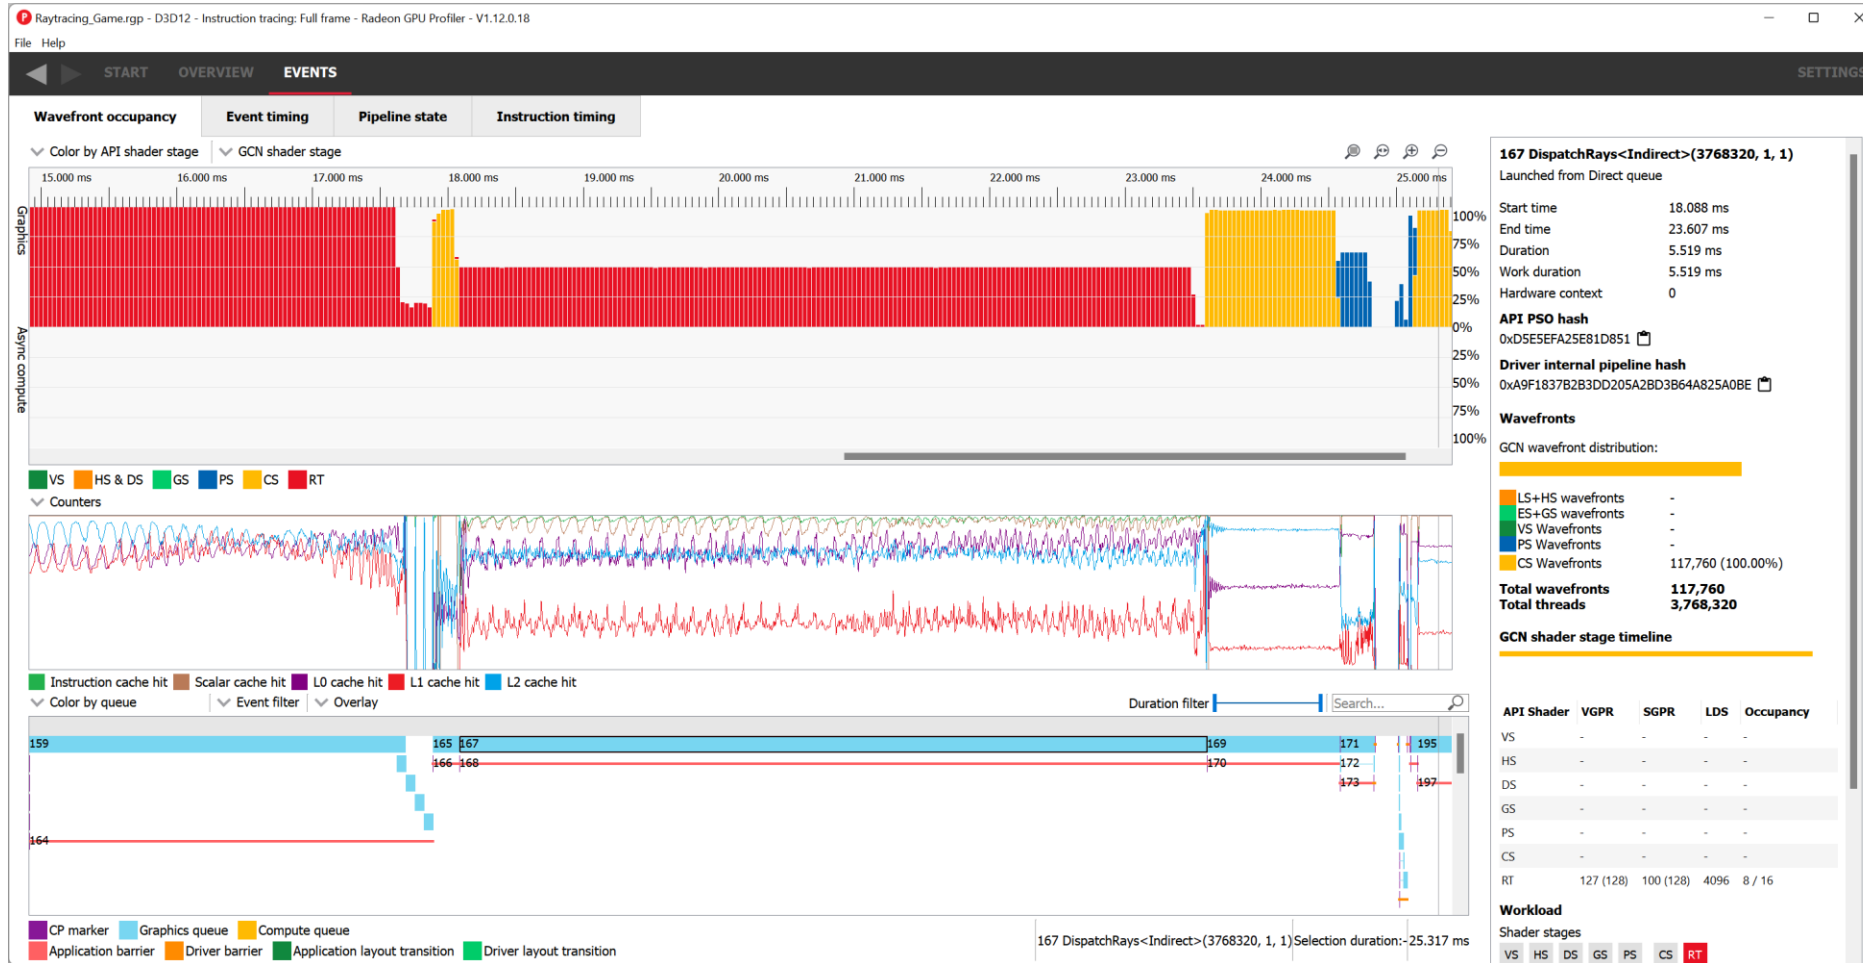 Raytracing_Game.rgp - D3D12 - Instruction tracing: Full frame - Radeon GPU Profiler - V1.12.0.18
File Help
START OVERVIEW EVENTS SETTINGS
Wavefront occupancy Event timing Pipeline state Instruction timing
Color by API shader stage GCN shader stage
15.000 ms 16.000 ms 17.000 ms 18.000 ms 19.000 ms 20.000 ms 21.000 ms 22.000 ms 23.000 ms 24.000 ms 25.000 ms
Graphics
100%
75%
50%
25%
0%
Async compute
25%
50%
75%
100%
VS HS & DS GS PS CS RT
Counters
Instruction cache hit Scalar cache hit L0 cache hit L1 cache hit L2 cache hit
Color by queue Event filter Overlay Duration filter Search...
159 165 167 169 171 195
166 168 170 172
173 197
164
CP marker Graphics queue Compute queue
Application barrier Driver barrier Application layout transition Driver layout transition
167 DispatchRays<Indirect>(3768320, 1, 1) Selection duration:- 25.317 ms
167 DispatchRays<Indirect>(3768320, 1, 1)
Launched from Direct queue
Start time 18.088 ms
End time 23.607 ms
Duration 5.519 ms
Work duration 5.519 ms
Hardware context 0
API PSO hash
0xD5E5EFA25E81D851
Driver internal pipeline hash
0xA9F1837B2B3DD205A2BD3B64A825A0BE
Wavefronts
GCN wavefront distribution:
LS+HS wavefronts -
ES+GS wavefronts -
VS Wavefronts -
PS Wavefronts -
CS Wavefronts 117,760 (100.00%)
Total wavefronts 117,760
Total threads 3,768,320
GCN shader stage timeline
API Shader VGPR SGPR LDS Occupancy
VS - - - -
HS - - - -
DS - - - -
GS - - - -
PS - - - -
CS - - - -
RT 127 (128) 100 (128) 4096 8 / 16
Workload
Shader stages
VS HS DS GS PS CS RT